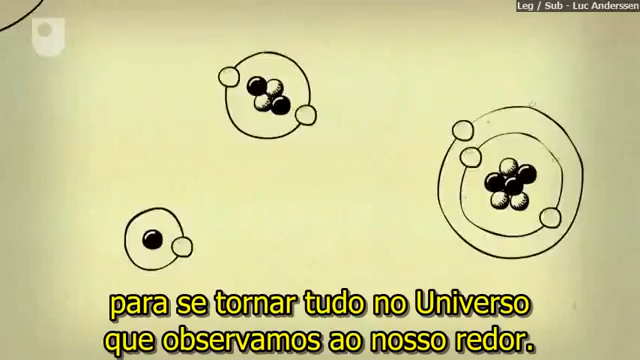 Leg / Sub - Luc Anderssen
para se tornar tudo no Universo
que observamos ao nosso redor.